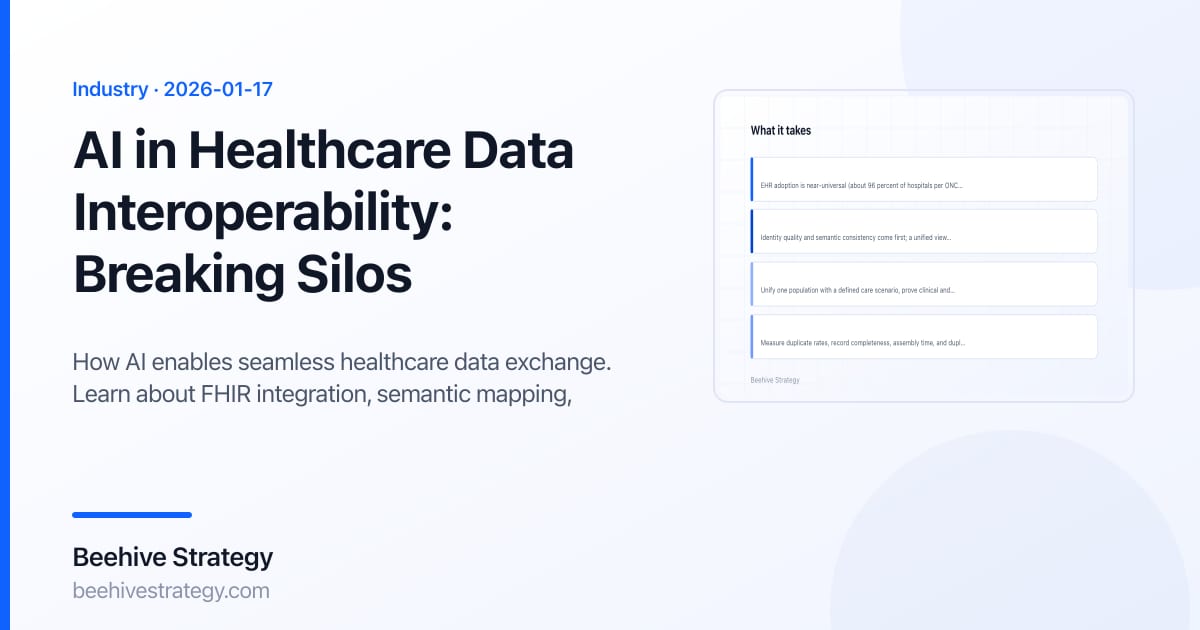 Industry · 2026-01-17
AI in Healthcare Data
Interoperability:
Breaking Silos
How AI enables seamless healthcare data exchange.
Learn about FHIR integration, semantic mapping,
Beehive Strategy
beehivestrategy.com
What it takes
EHR adoption is near-universal (about 96 percent of hospitals per ONC...
Identity quality and semantic consistency come first; a unified view...
Unify one population with a defined care scenario, prove clinical and...
Measure duplicate rates, record completeness, assembly time, and dupl...
Beehive Strategy